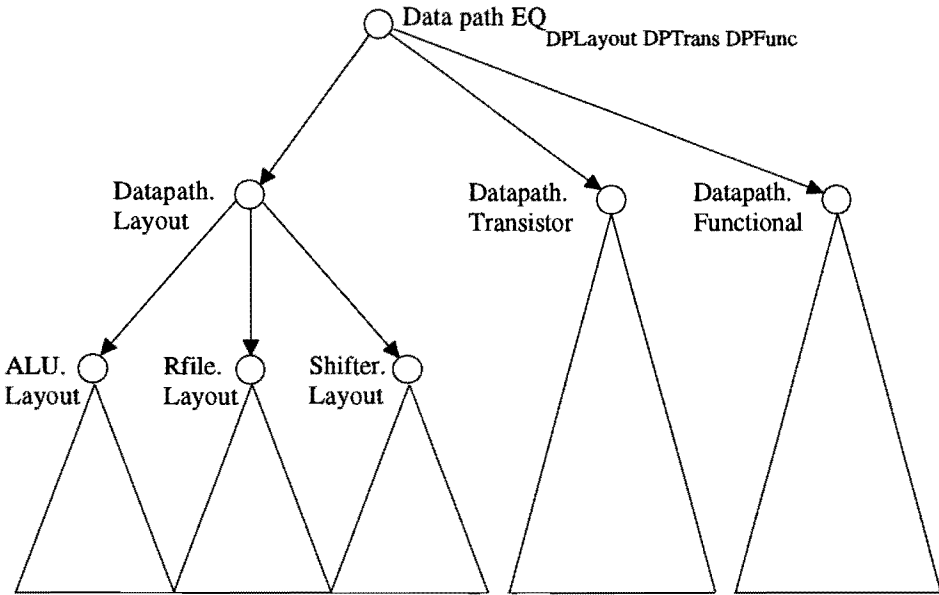 Data path EQ
DPLayout DPTrans DPFunc
Datapath.
Layout
Datapath.
Transistor
Datapath.
Functional
ALU.
Layout
Rfile.
Layout
Shifter.
Layout